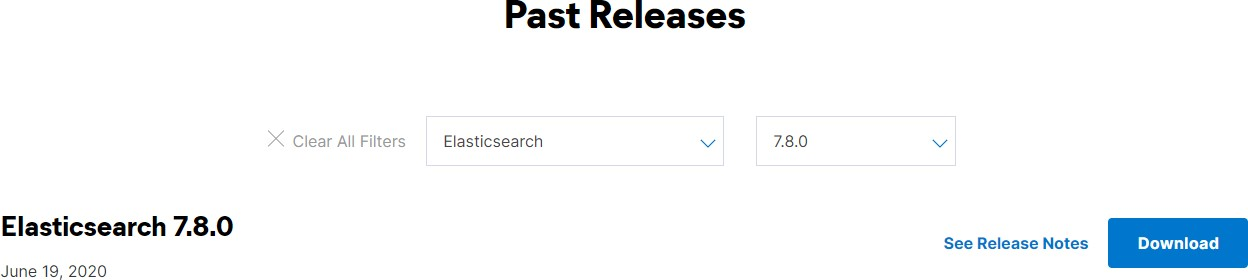 Past Releases
Clear All Filters Elasticsearch 7.8.0
Elasticsearch 7.8.0
See Release Notes Download
June 19, 2020